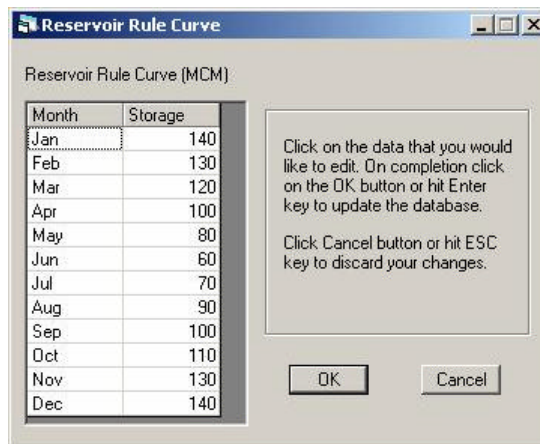 Reservoir Rule Curve
Reservoir Rule Curve (MCM)
Month Storage
Jan 140
Feb 130
Mar 120
Apr 100
May 80
Jun 60
Jul 70
Aug 90
Sep 100
Oct 110
Nov 130
Dec 140
Click on the data that you would
like to edit. On completion click
on the OK button or hit Enter
key to update the database.
Click Cancel button or hit ESC
key to discard your changes.
OK Cancel